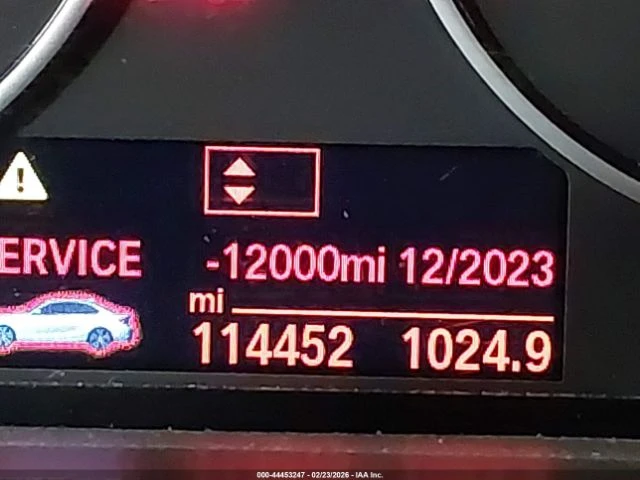 ERVICE -12000mi 12/2023
mi
114452 1024.9
000-44453247 - 02/23/2026 - IAA Inc.